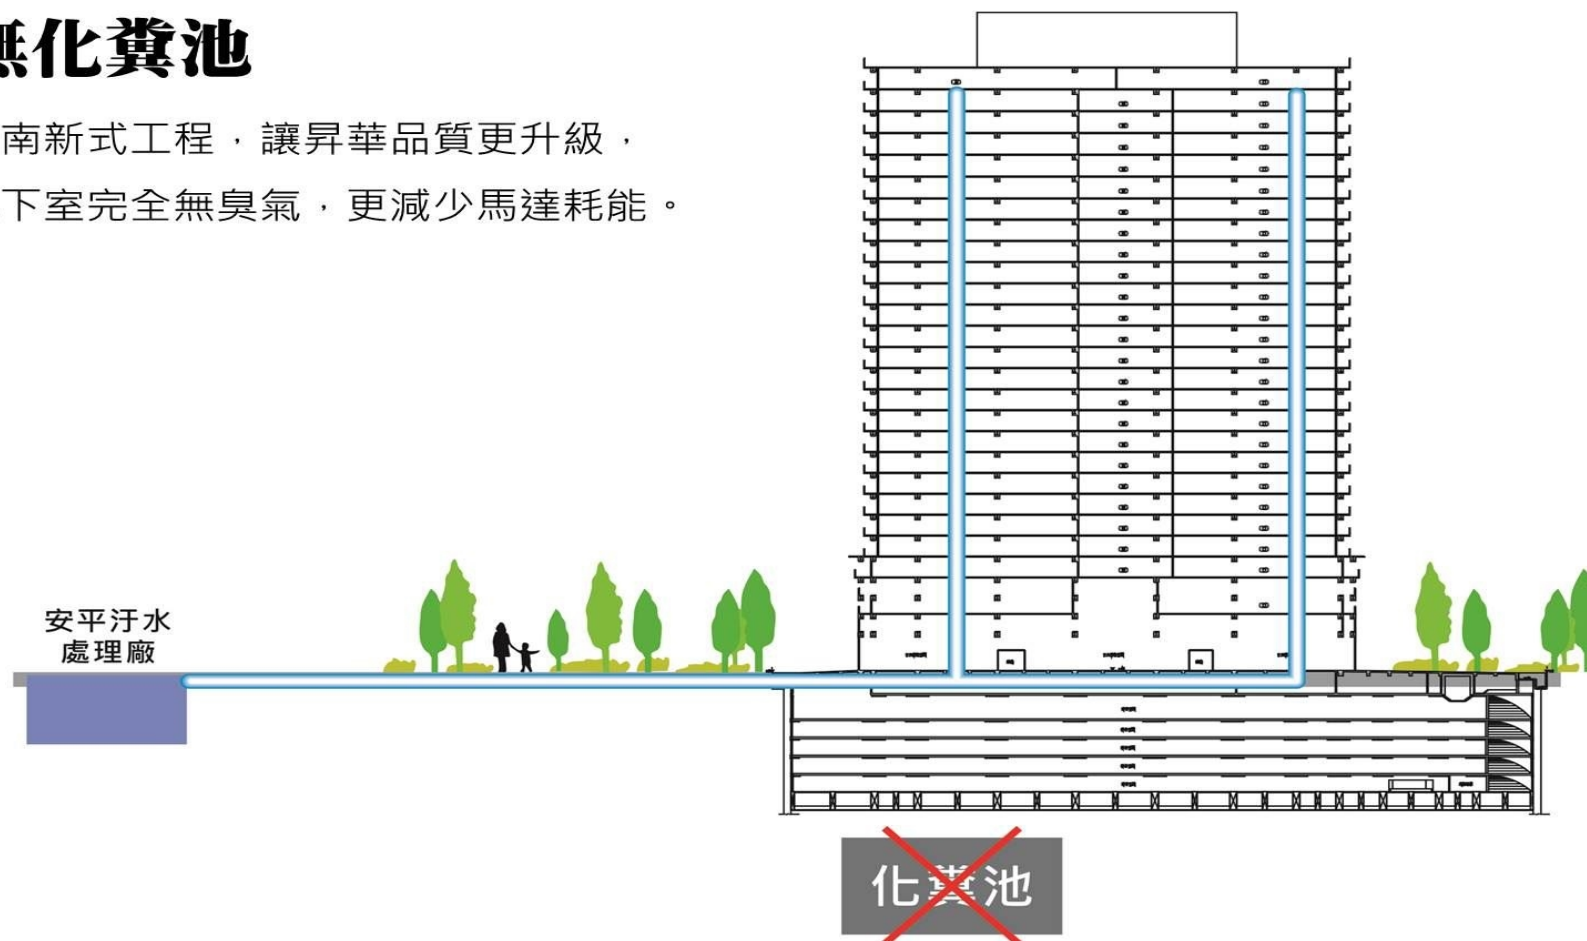 無化糞池
南新式工程，讓昇華品質更升級，
下室完全無臭氣，更減少馬達耗能。
安平汙水
處理廠
化糞池